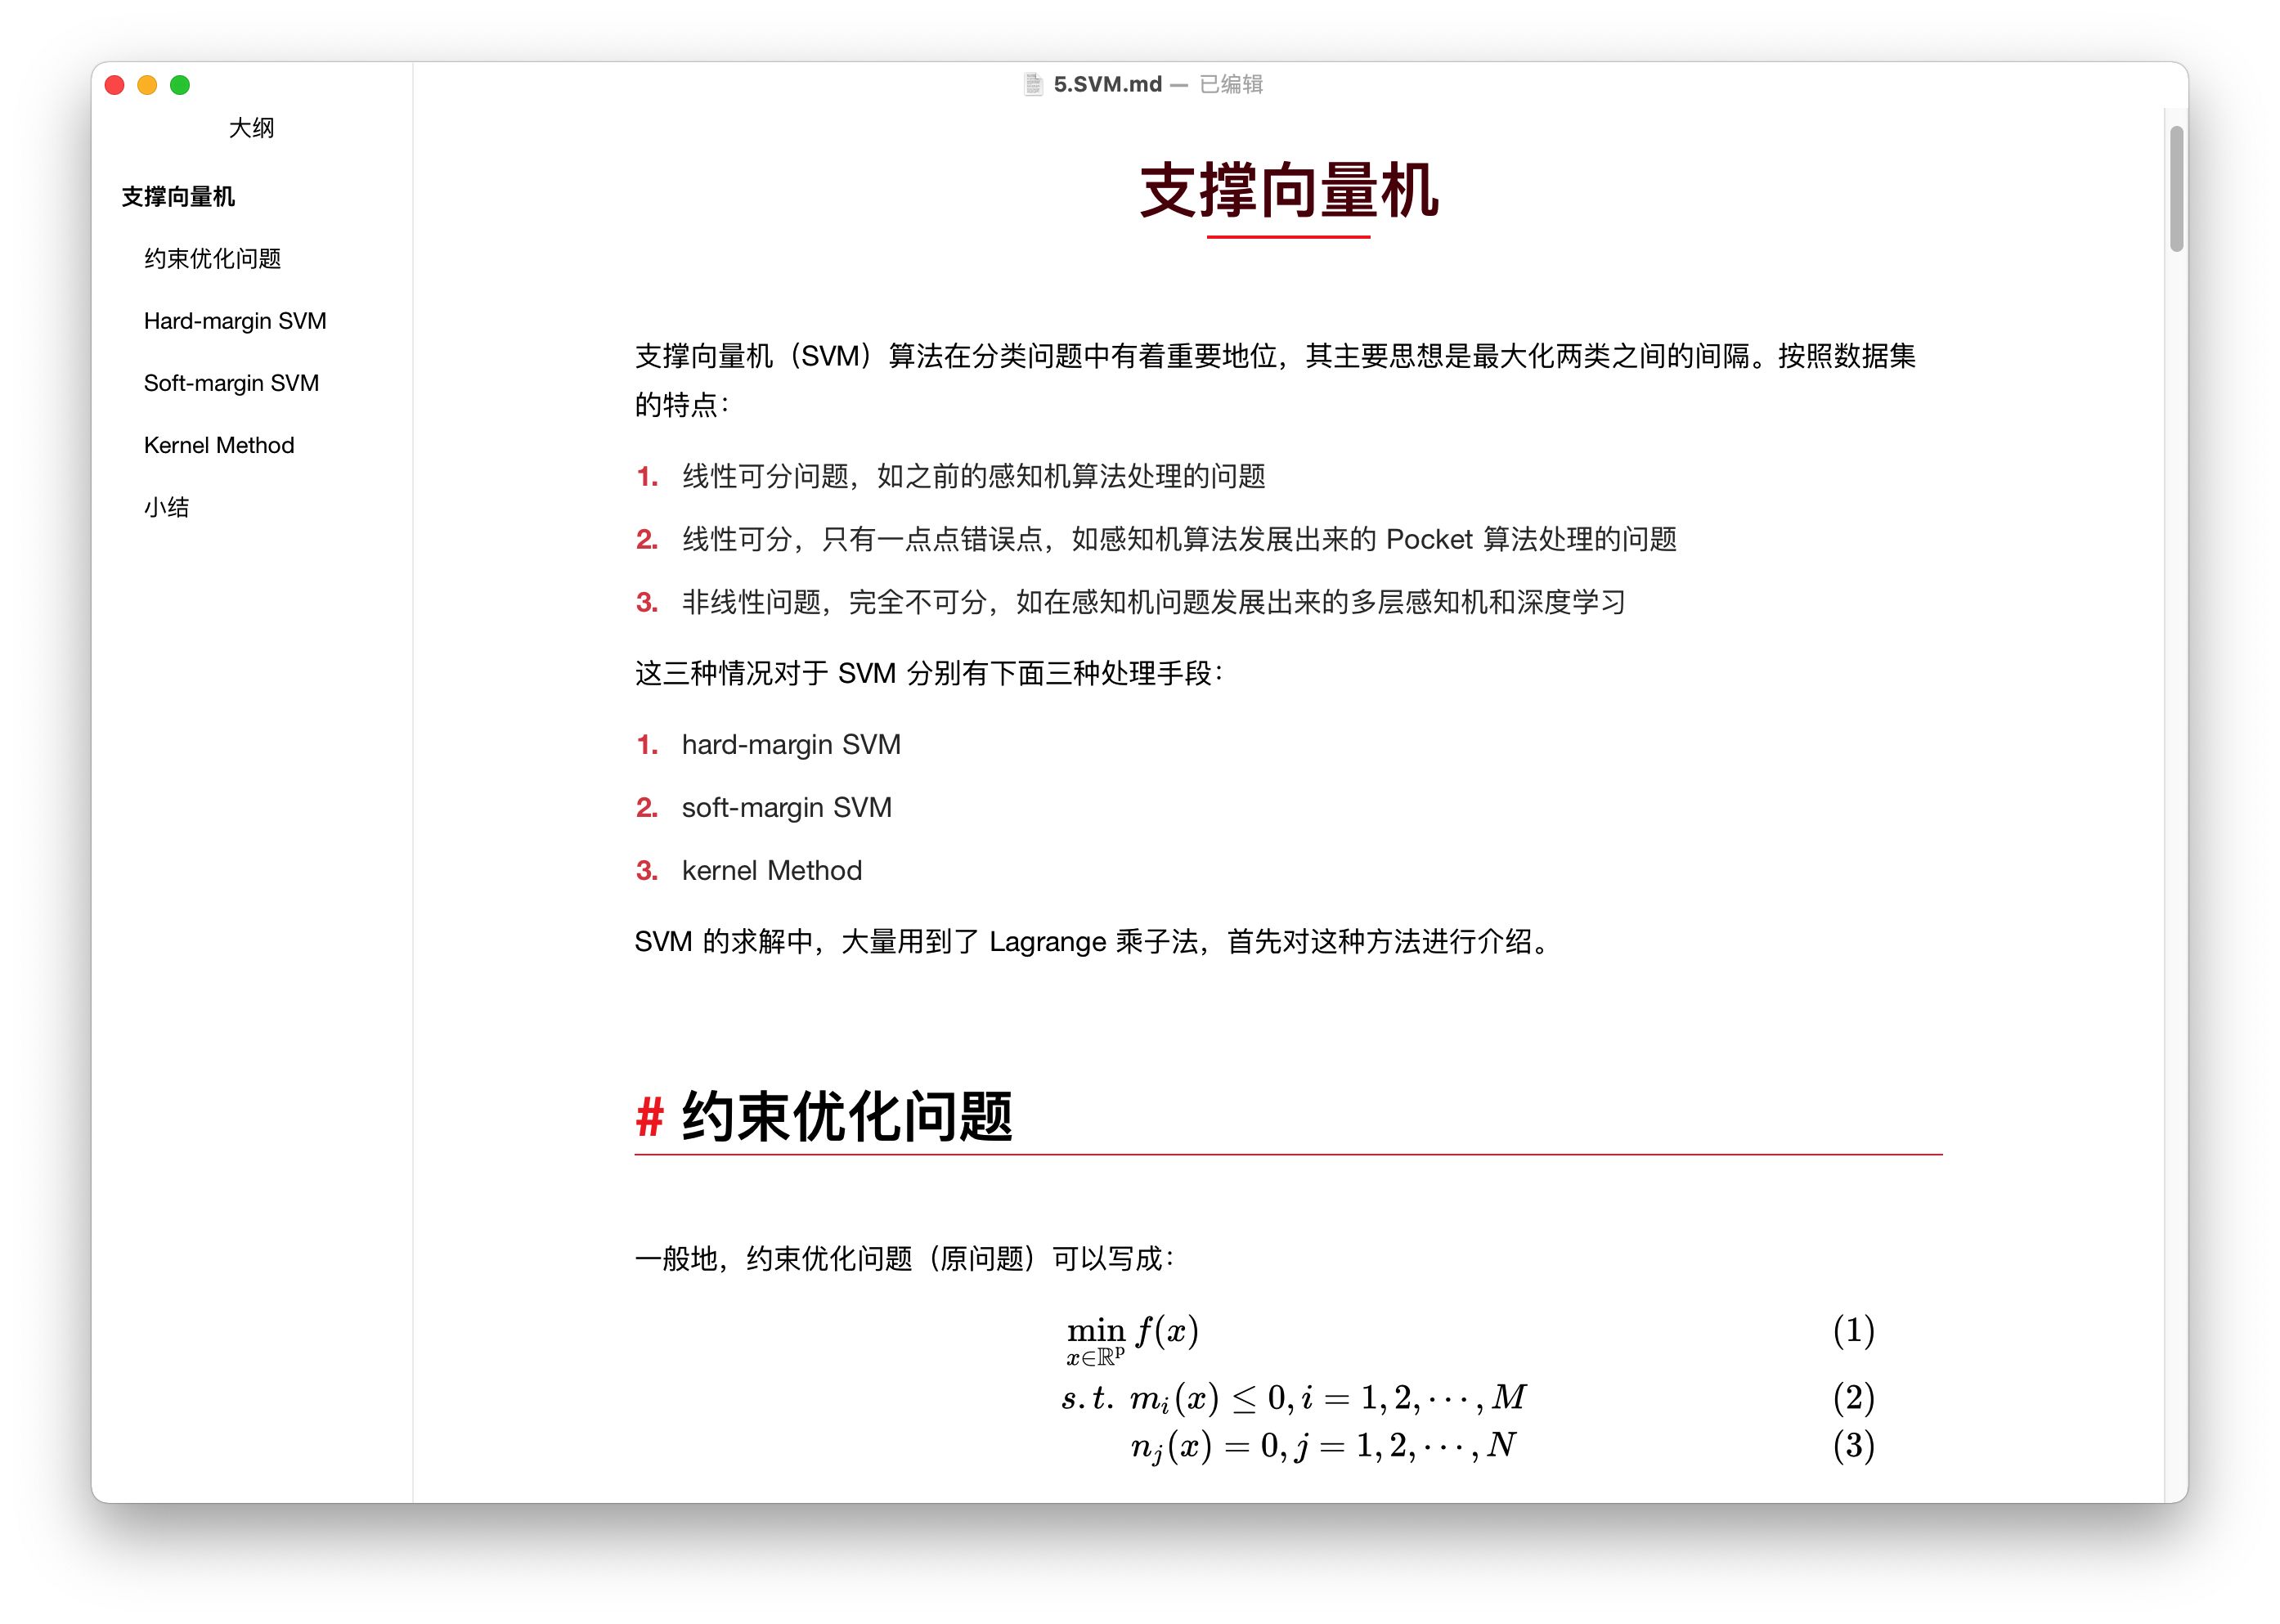 5.SVM.md — 已编辑
大纲
支撑向量机
约束优化问题
Hard-margin SVM
Soft-margin SVM
Kernel Method
小结
支撑向量机
支撑向量机（SVM）算法在分类问题中有着重要地位，其主要思想是最大化两类之间的间隔。按照数据集
的特点：
1. 线性可分问题，如之前的感知机算法处理的问题
2. 线性可分，只有一点点错误点，如感知机算法发展出来的 Pocket 算法处理的问题
3. 非线性问题，完全不可分，如在感知机问题发展出来的多层感知机和深度学习
这三种情况对于 SVM 分别有下面三种处理手段：
1. hard-margin SVM
2. soft-margin SVM
3. kernel Method
SVM 的求解中，大量用到了 Lagrange 乘子法，首先对这种方法进行介绍。
# 约束优化问题
一般地，约束优化问题（原问题）可以写成：
min f(x) (1)
x∈ℝᵖ
s.t. mᵢ(x) ≤ 0, i = 1, 2, ⋯, M (2)
nⱼ(x) = 0, j = 1, 2, ⋯, N (3)